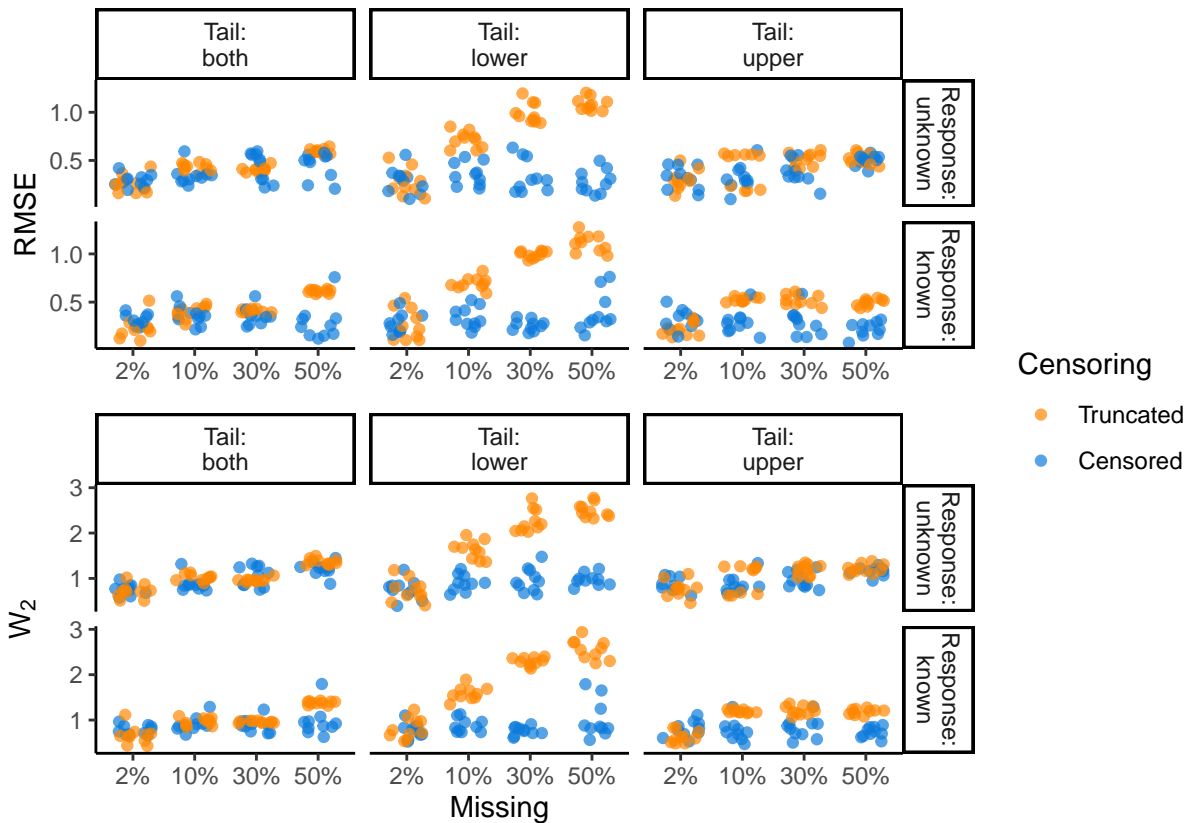 Tail:
both
Tail:
lower
Tail:
upper
RMSE
1.0
0.5
Response:
unknown
1.0
0.5
Response:
known
2%
10%
30%
50%
2%
10%
30%
50%
2%
10%
30%
50%
Censoring
Truncated
Censored
Tail:
both
Tail:
lower
Tail:
upper
W2
3
2
1
Response:
unknown
3
2
1
Response:
known
2%
10%
30%
50%
2%
10%
30%
50%
2%
10%
30%
50%
Missing